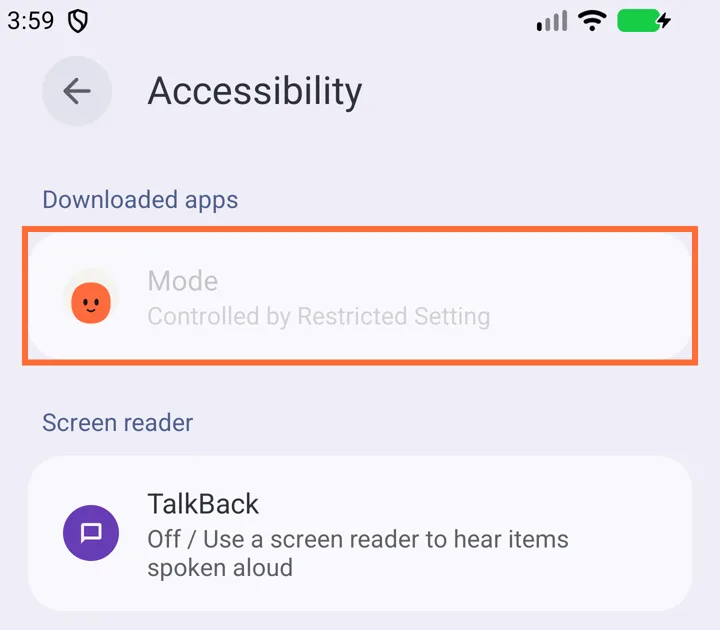 3:59
Accessibility
Downloaded apps
Mode
Controlled by Restricted Setting
Screen reader
TalkBack
Off / Use a screen reader to hear items
spoken aloud